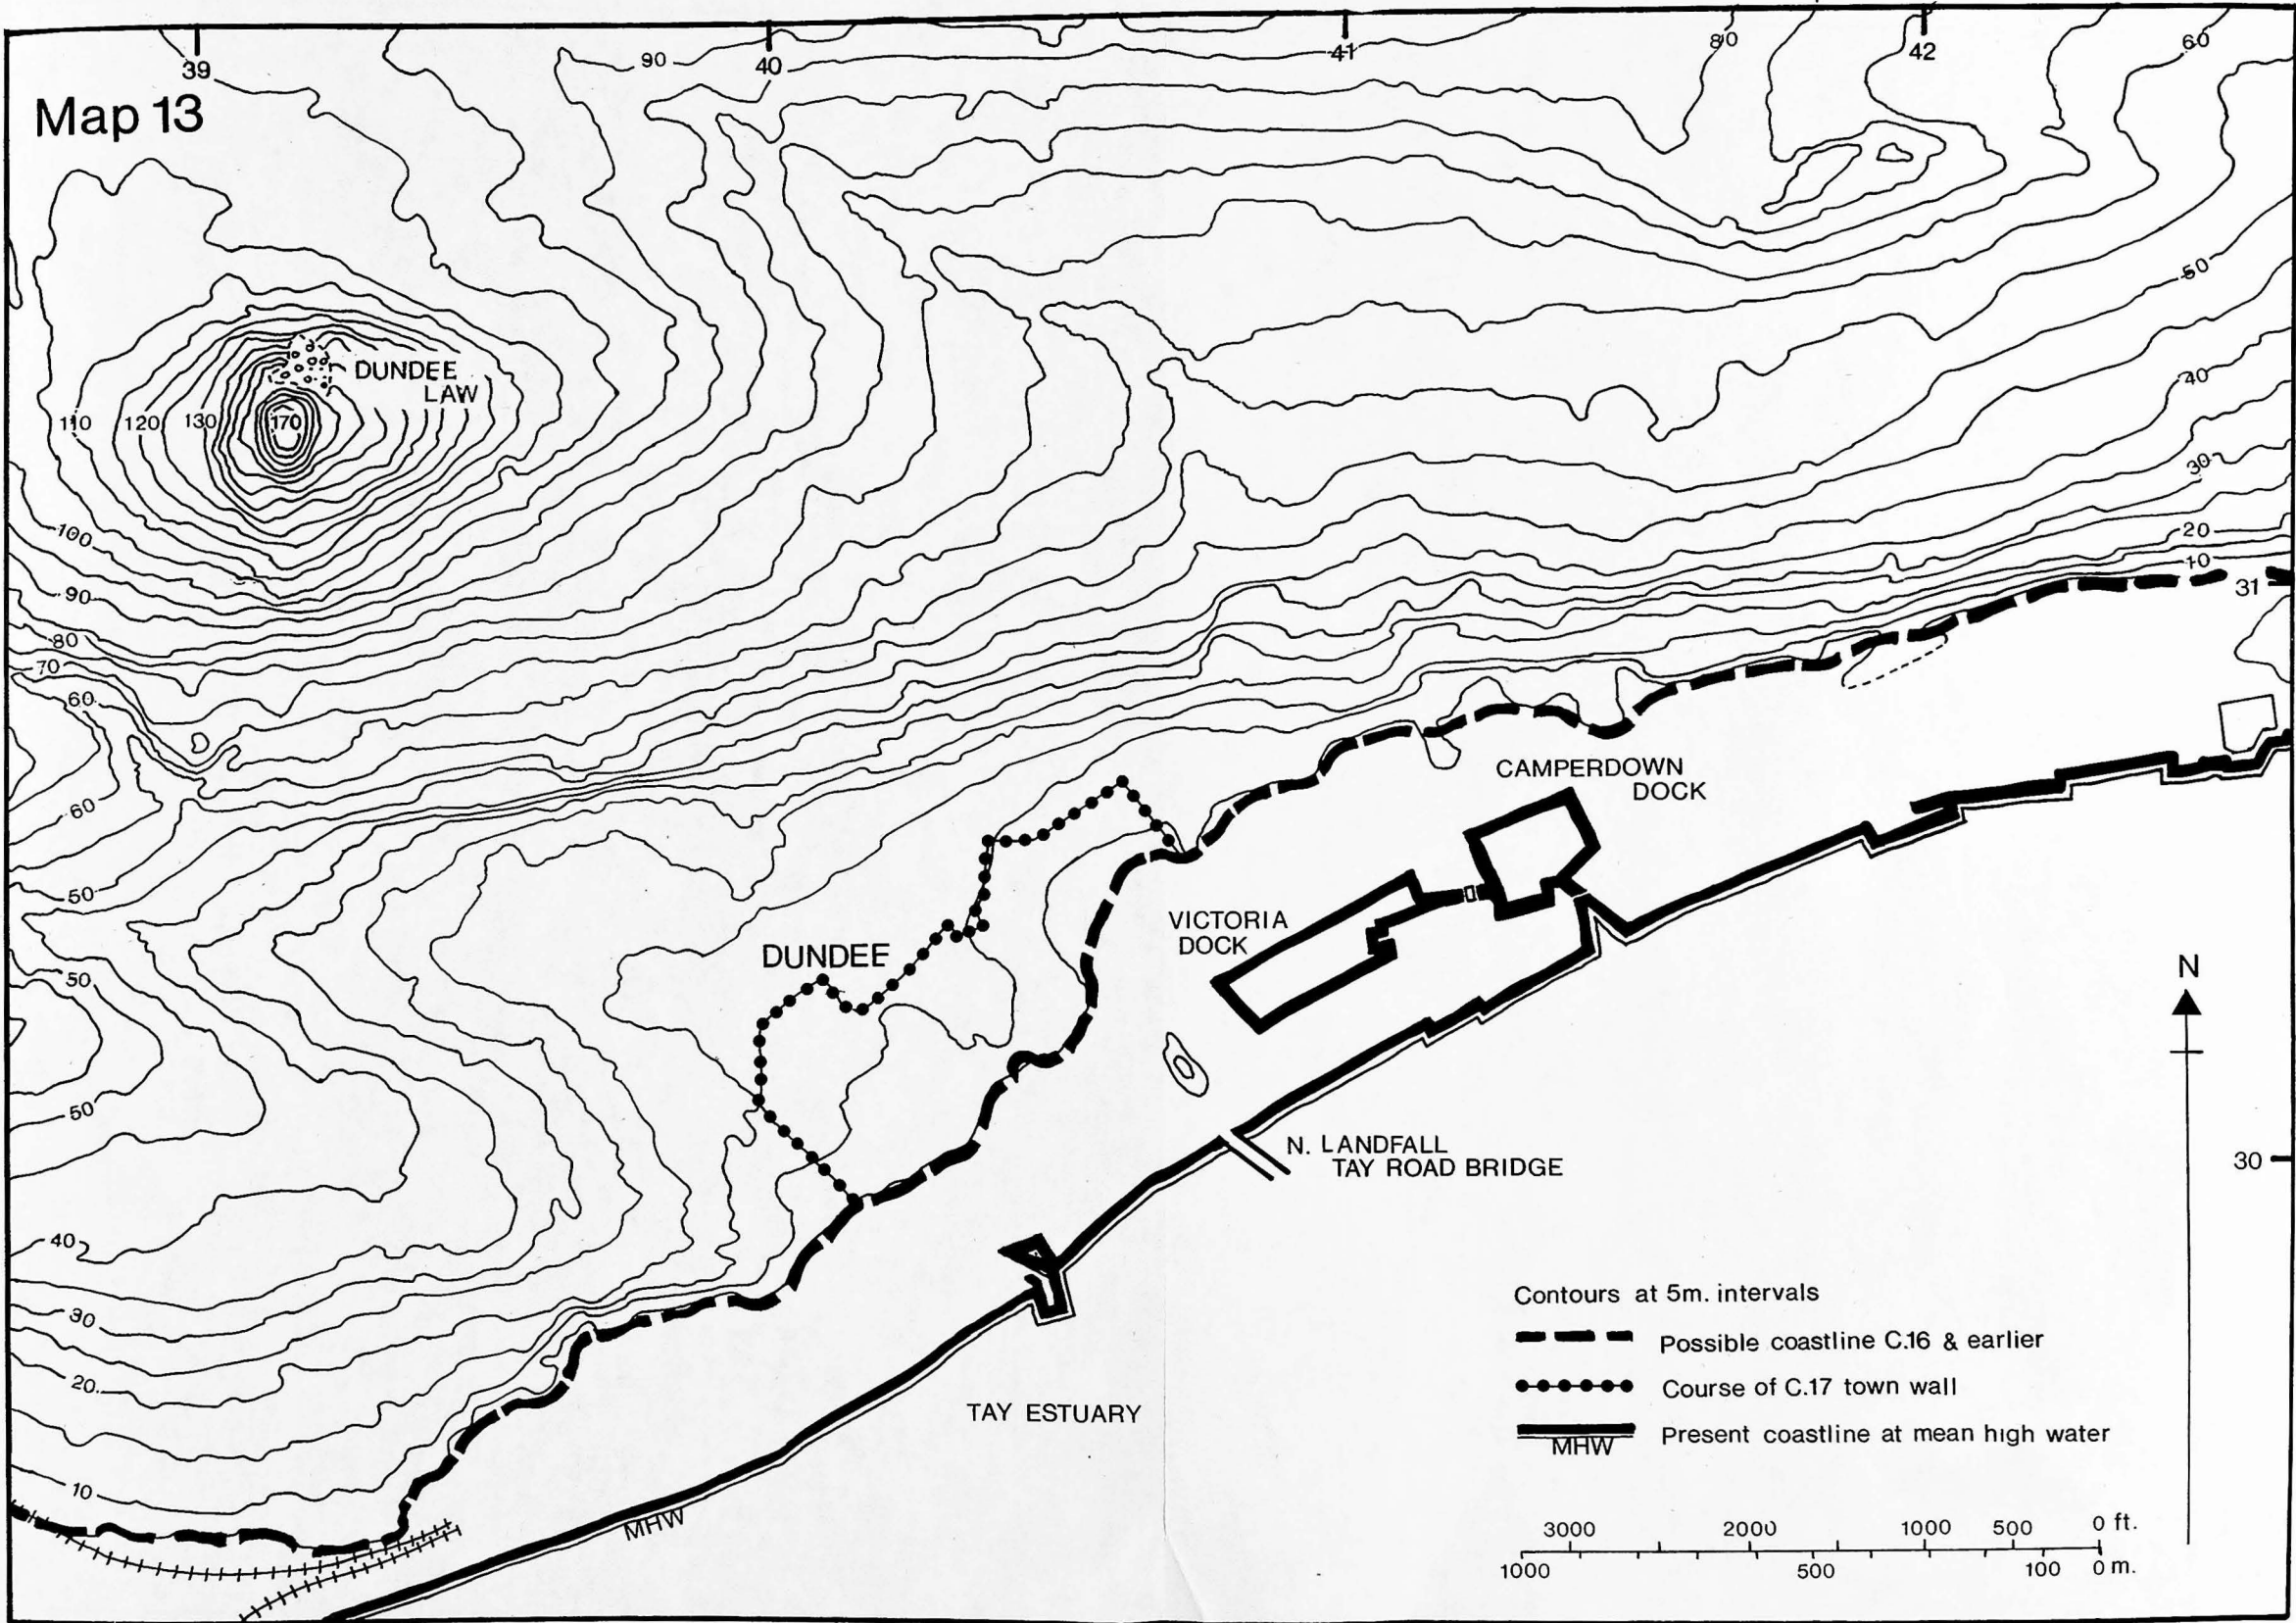 39
40
41
42
90
80
60
Map 13
50
DUNDEE
LAW
40
110
120
130
170
30
100
20
10
90
31
80
70
60
60
CAMPERDOWN
DOCK
50
VICTORIA
DOCK
DUNDEE
50
N
50
N. LANDFALL
TAY ROAD BRIDGE
30
40
Contours at 5m. intervals
30
Possible coastline C.16 & earlier
20
Course of C.17 town wall
TAY ESTUARY
Present coastline at mean high water
MHW
10
MHW
3000 2000 1000 500 0 ft.
1000 500 100 0 m.